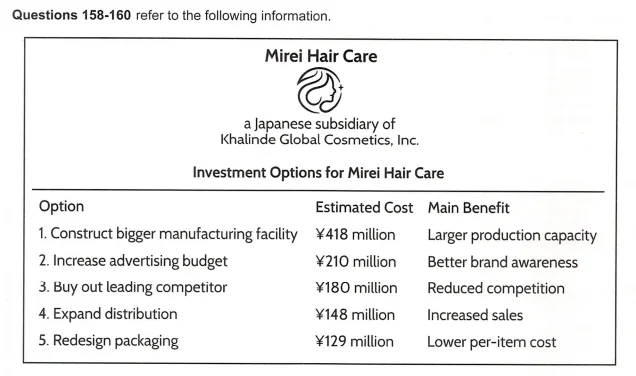 Questions 158-160 refer to the following information.
Mirei Hair Care
a Japanese subsidiary of
Khalinde Global Cosmetics, Inc.
Investment Options for Mirei Hair Care
Option Estimated Cost Main Benefit
1. Construct bigger manufacturing facility ¥418 million Larger production capacity
2. Increase advertising budget ¥210 million Better brand awareness
3. Buy out leading competitor ¥180 million Reduced competition
4. Expand distribution ¥148 million Increased sales
5. Redesign packaging ¥129 million Lower per-item cost